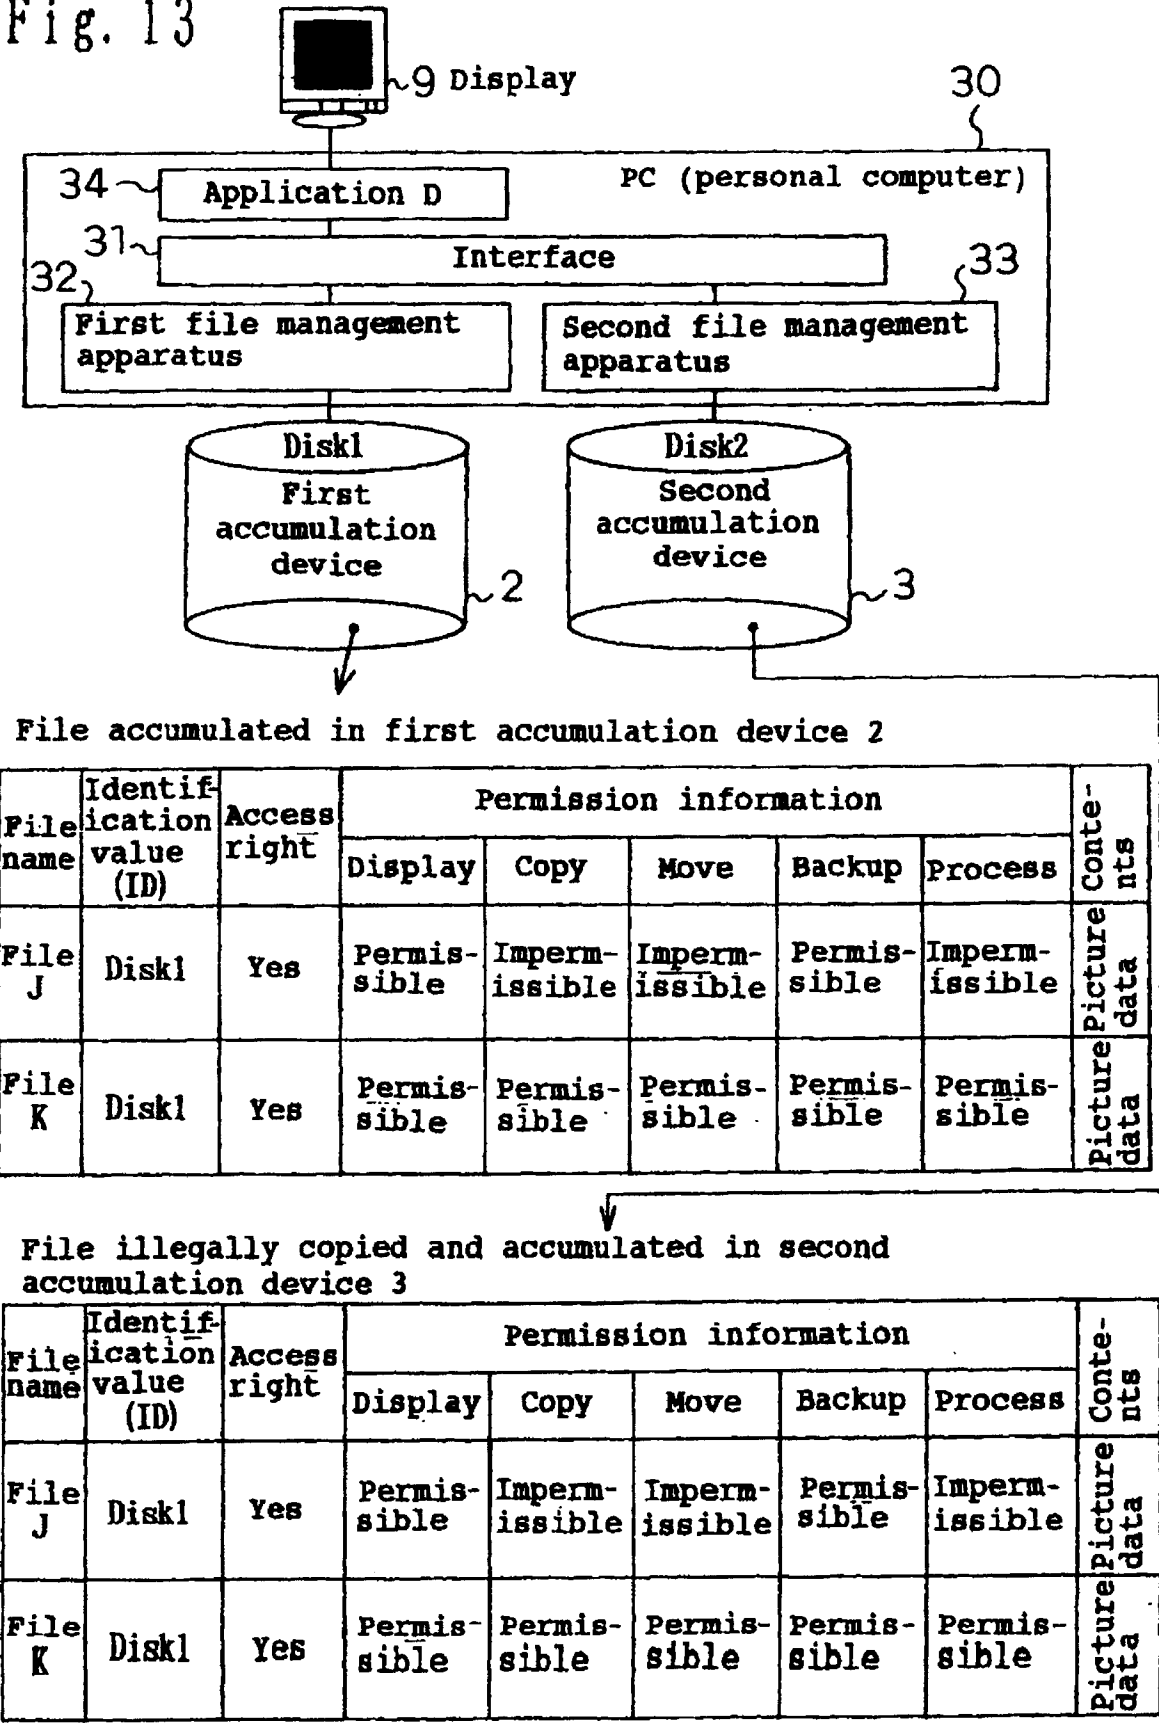 Fig. 13
9 Display
30
34
Application D
PC (personal computer)
31
Interface
32
33
First file management
apparatus
Second file management
apparatus
Disk1
First
accumulation
device
2
Disk2
Second
accumulation
device
3
File accumulated in first accumulation device 2
File
name
Identif-
ication
value
(ID)
Access
right
Permission information
Conte-
nts
Display
Copy
Move
Backup
Process
File
J
Disk1
Yes
Permis-
sible
Imperm-
issible
Imperm-
issible
Permis-
sible
Imperm-
issible
Picture
data
File
K
Disk1
Yes
Permis-
sible
Permis-
sible
Permis-
sible
Permis-
sible
Permis-
sible
Picture
data
File illegally copied and accumulated in second
accumulation device 3
File
name
Identif-
ication
value
(ID)
Access
right
Permission information
Conte-
nts
Display
Copy
Move
Backup
Process
File
J
Disk1
Yes
Permis-
sible
Imperm-
issible
Imperm-
issible
Permis-
sible
Imperm-
issible
Picture
data
File
K
Disk1
Yes
Permis-
sible
Permis-
sible
Permis-
sible
Permis-
sible
Permis-
sible
Picture
data